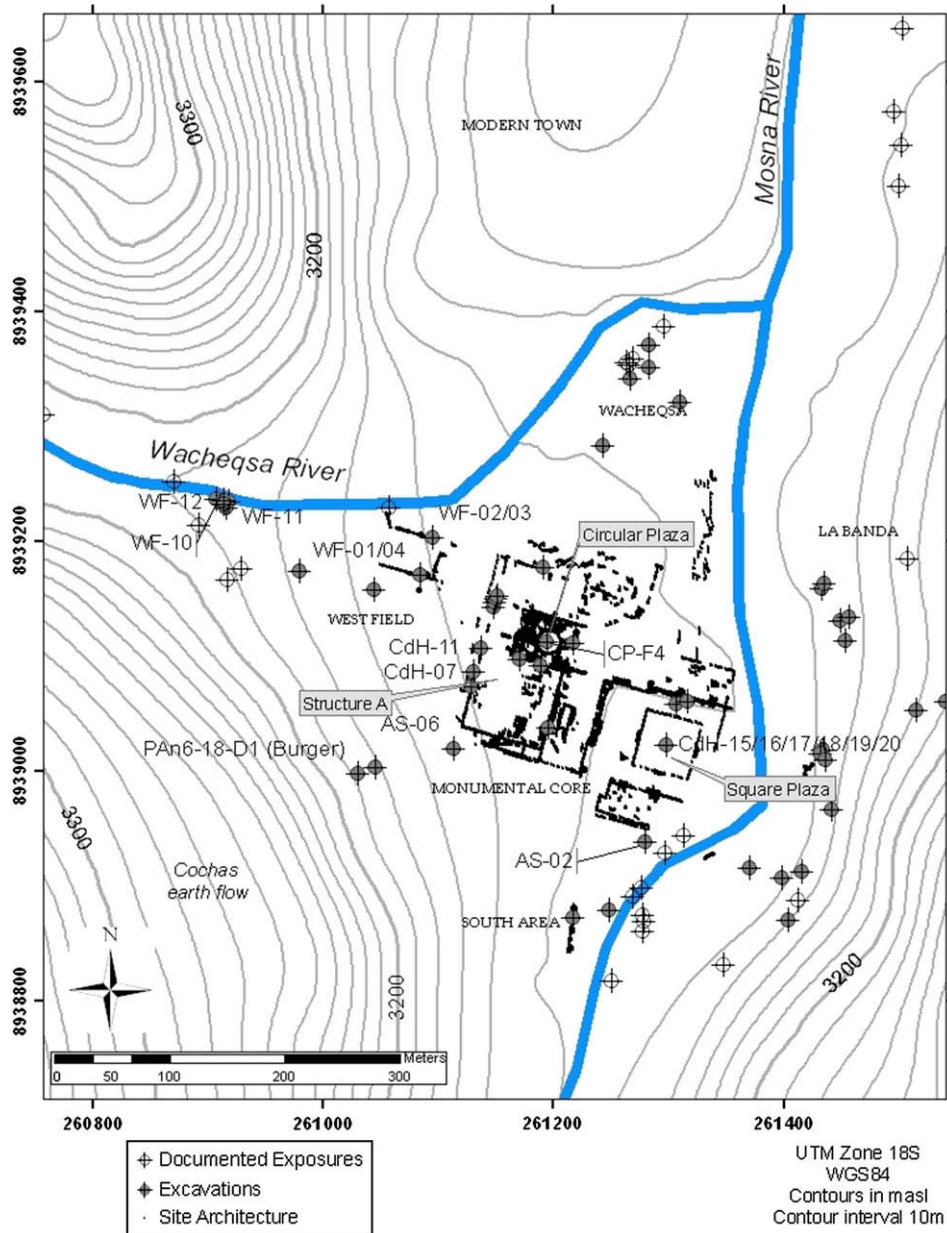 8939600
8939400
8939200
8939000
8938800
3300
MODERN TOWN
Mosna River
3200
WACHEQSA
Wacheqsa River
WF-12
WF-11
WF-02/03
WF-10
WF-01/04
Circular Plaza
LA BANDA
WEST FIELD
CdH-11
CP-F4
CdH-07
Structure A
AS-06
PAn6-18-D1 (Burger)
CdH-15/16/17/18/19/20
MONUMENTAL CORE
Square Plaza
3300
AS-02
Cochas
earth flow
SOUTH AREA
N
3200
3200
Meters
0 50 100 200 300
260800 261000 261200 261400
Documented Exposures
Excavations
Site Architecture
UTM Zone 18S
WGS84
Contours in masl
Contour interval 10m